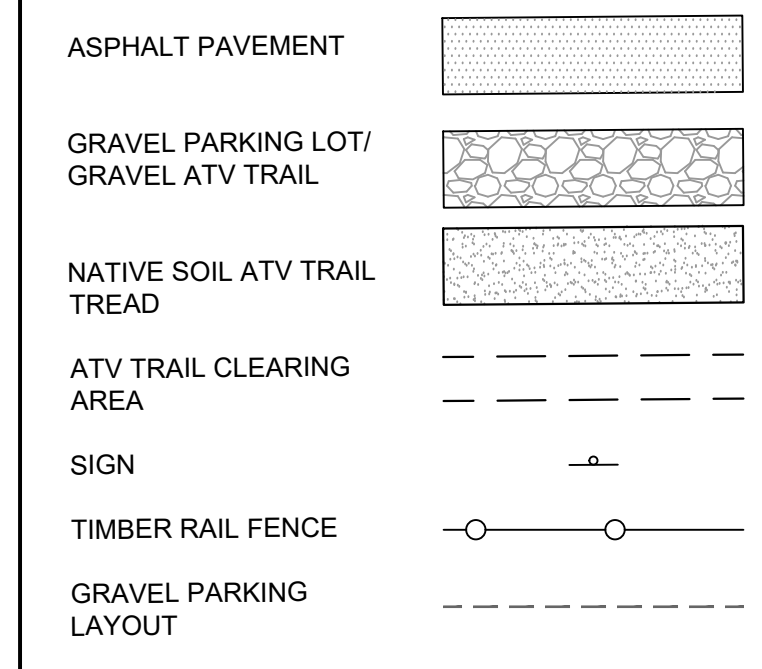 ASPHALT PAVEMENT
GRAVEL PARKING LOT/
GRAVEL ATV TRAIL
NATIVE SOIL ATV TRAIL
TREAD
ATV TRAIL CLEARING
AREA
SIGN
TIMBER RAIL FENCE
GRAVEL PARKING
LAYOUT